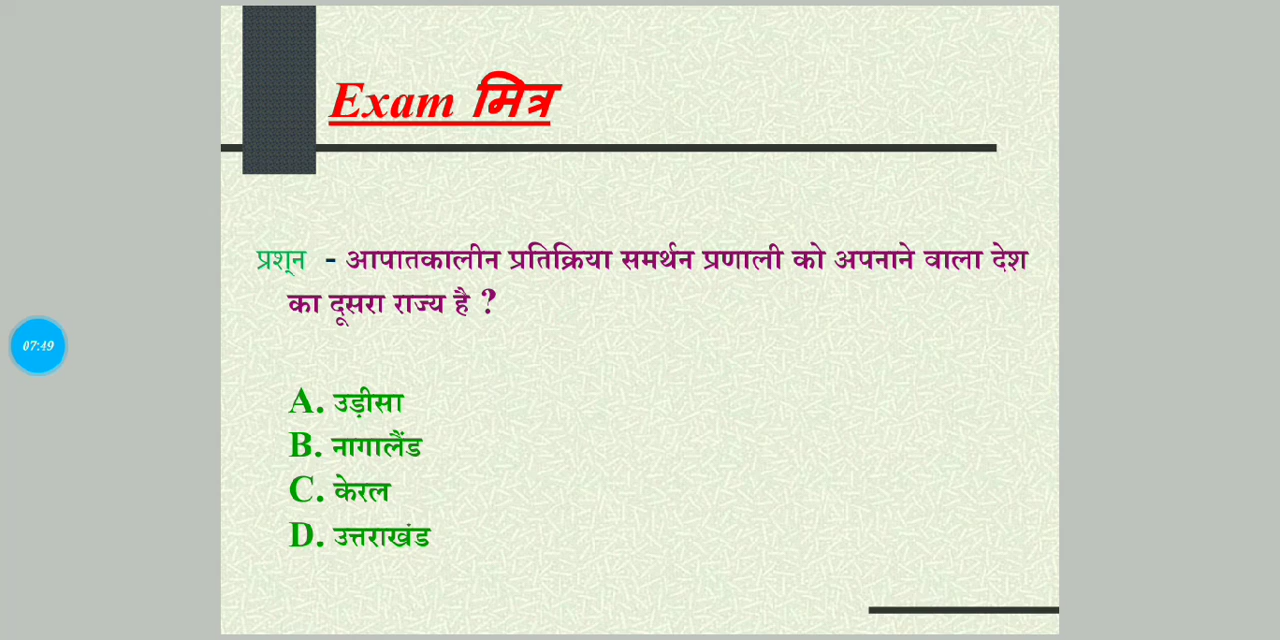 Exam मित्र
प्रश्न - आपातकालीन प्रतिक्रिया समर्थन प्रणाली को अपनाने वाला देश
का दूसरा राज्य है ?
07:49
A. उड़ीसा
B. नागालैंड
C. केरल
D. उत्तराखंड